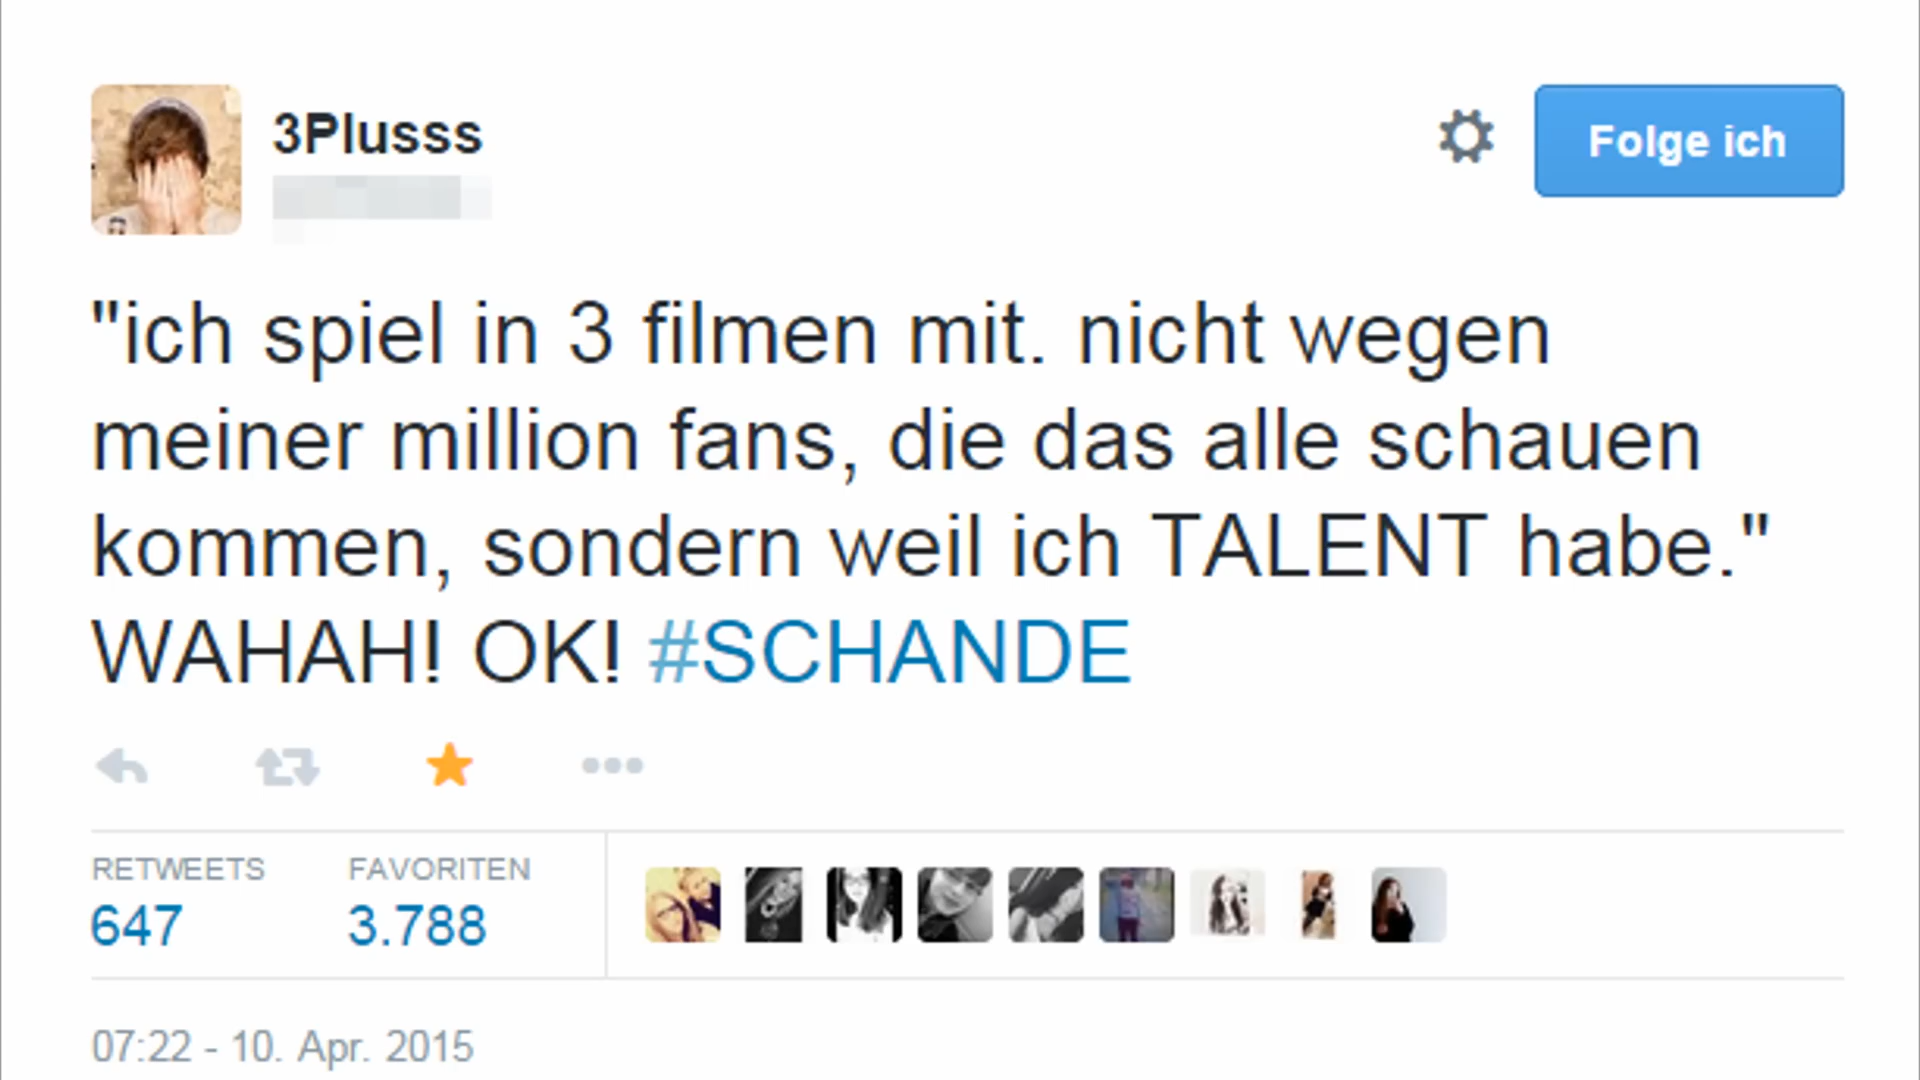 3Plusss
Folge ich
"ich spiel in 3 filmen mit. nicht wegen
meiner million fans, die das alle schauen
kommen, sondern weil ich TALENT habe."
WAHAH! OK! #SCHANDE
RETWEETS FAVORITEN
647 3.788
07:22 - 10. Apr. 2015